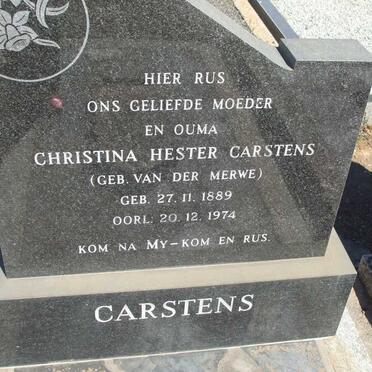 HIER RUS
ONS GELIEFDE MOEDER
EN OUMA
CHRISTINA HESTER CARSTENS
(GEB. VAN DER MERWE)
GEB. 27. 11. 1889
OORL. 20. 12. 1974
KOM NA MY – KOM EN RUS.
CARSTENS